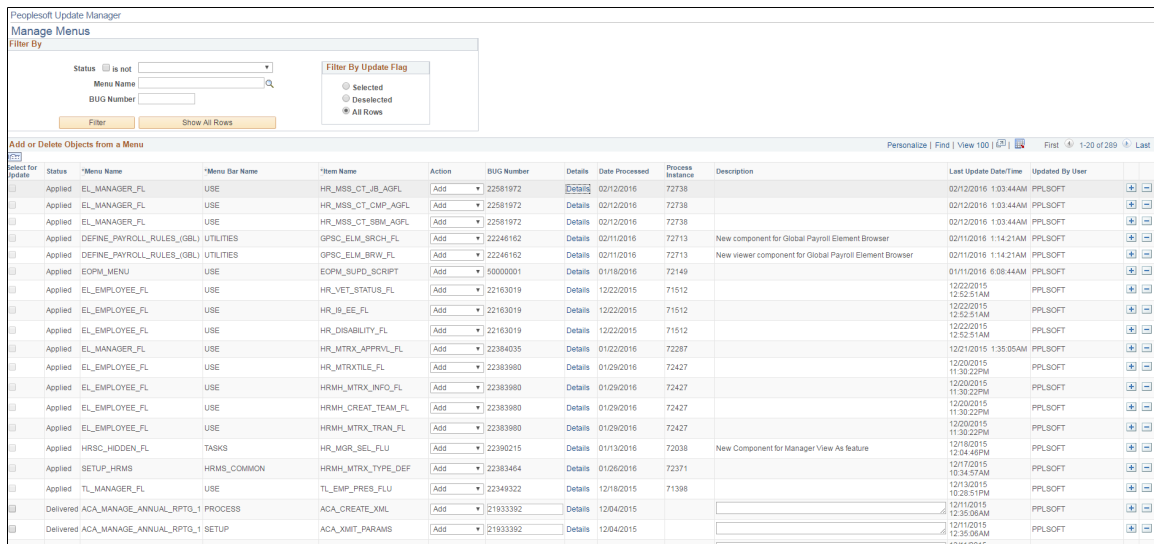 Peoplesoft Update Manager
Manage Menus
Filter By
Status is not
Menu Name
BUG Number
Filter Show All Rows
Filter By Update Flag
Selected
Deselected
All Rows
Add or Delete Objects from a Menu Personalize | Find | View 100 | First 1-20 of 289 Last
Select for Update Status *Menu Name *Menu Bar Name *Item Name Action BUG Number Details Date Processed Process Instance Description Last Update Date/Time Updated By User
Applied EL_MANAGER_FL USE HR_MSS_CT_JB_AGFL Add 22581972 Details 02/12/2016 72738 02/12/2016 1:03:44AM PPLSOFT
Applied EL_MANAGER_FL USE HR_MSS_CT_CMP_AGFL Add 22581972 Details 02/12/2016 72738 02/12/2016 1:03:44AM PPLSOFT
Applied EL_MANAGER_FL USE HR_MSS_CT_SBM_AGFL Add 22581972 Details 02/12/2016 72738 02/12/2016 1:03:44AM PPLSOFT
Applied DEFINE_PAYROLL_RULES_(GBL) UTILITIES GPSC_ELM_SRCH_FL Add 22246162 Details 02/11/2016 72713 New component for Global Payroll Element Browser 02/11/2016 1:14:21AM PPLSOFT
Applied DEFINE_PAYROLL_RULES_(GBL) UTILITIES GPSC_ELM_BRW_FL Add 22246162 Details 02/11/2016 72713 New viewer component for Global Payroll Element Browser 02/11/2016 1:14:21AM PPLSOFT
Applied EOPM_MENU USE EOPM_SUPD_SCRIPT Add 50000001 Details 01/18/2016 72149 01/11/2016 6:08:44AM PPLSOFT
Applied EL_EMPLOYEE_FL USE HR_VET_STATUS_FL Add 22163019 Details 12/22/2015 71512 12/22/2015 12:52:51AM PPLSOFT
Applied EL_EMPLOYEE_FL USE HR_I9_EE_FL Add 22163019 Details 12/22/2015 71512 12/22/2015 12:52:51AM PPLSOFT
Applied EL_EMPLOYEE_FL USE HR_DISABILITY_FL Add 22163019 Details 12/22/2015 71512 12/22/2015 12:52:51AM PPLSOFT
Applied EL_MANAGER_FL USE HR_MTRX_APPRVL_FL Add 22384035 Details 01/22/2016 72287 12/21/2015 1:35:05AM PPLSOFT
Applied EL_EMPLOYEE_FL USE HR_MTRXTILE_FL Add 22383980 Details 01/29/2016 72427 12/20/2015 11:30:22PM PPLSOFT
Applied EL_EMPLOYEE_FL USE HRMH_MTRX_INFO_FL Add 22383980 Details 01/29/2016 72427 12/20/2015 11:30:22PM PPLSOFT
Applied EL_EMPLOYEE_FL USE HRMH_CREAT_TEAM_FL Add 22383980 Details 01/29/2016 72427 12/20/2015 11:30:22PM PPLSOFT
Applied EL_EMPLOYEE_FL USE HRMH_MTRX_TRAN_FL Add 22383980 Details 01/29/2016 72427 12/20/2015 11:30:22PM PPLSOFT
Applied HRSC_HIDDEN_FL TASKS HR_MGR_SEL_FLU Add 22390215 Details 01/13/2016 72038 New Component for Manager View As feature 12/18/2015 12:04:46PM PPLSOFT
Applied SETUP_HRMS HRMS_COMMON HRMH_MTRX_TYPE_DEF Add 22383464 Details 01/26/2016 72371 12/17/2015 10:34:57AM PPLSOFT
Applied TL_MANAGER_FL USE TL_EMP_PRES_FLU Add 22349322 Details 12/18/2015 71398 12/13/2015 10:28:51PM PPLSOFT
Delivered ACA_MANAGE_ANNUAL_RPTG_1 PROCESS ACA_CREATE_XML Add 21933392 Details 12/04/2015 12/11/2015 12:35:06AM PPLSOFT
Delivered ACA_MANAGE_ANNUAL_RPTG_1 SETUP ACA_XMIT_PARAMS Add 21933392 Details 12/04/2015 12/11/2015 12:35:06AM PPLSOFT